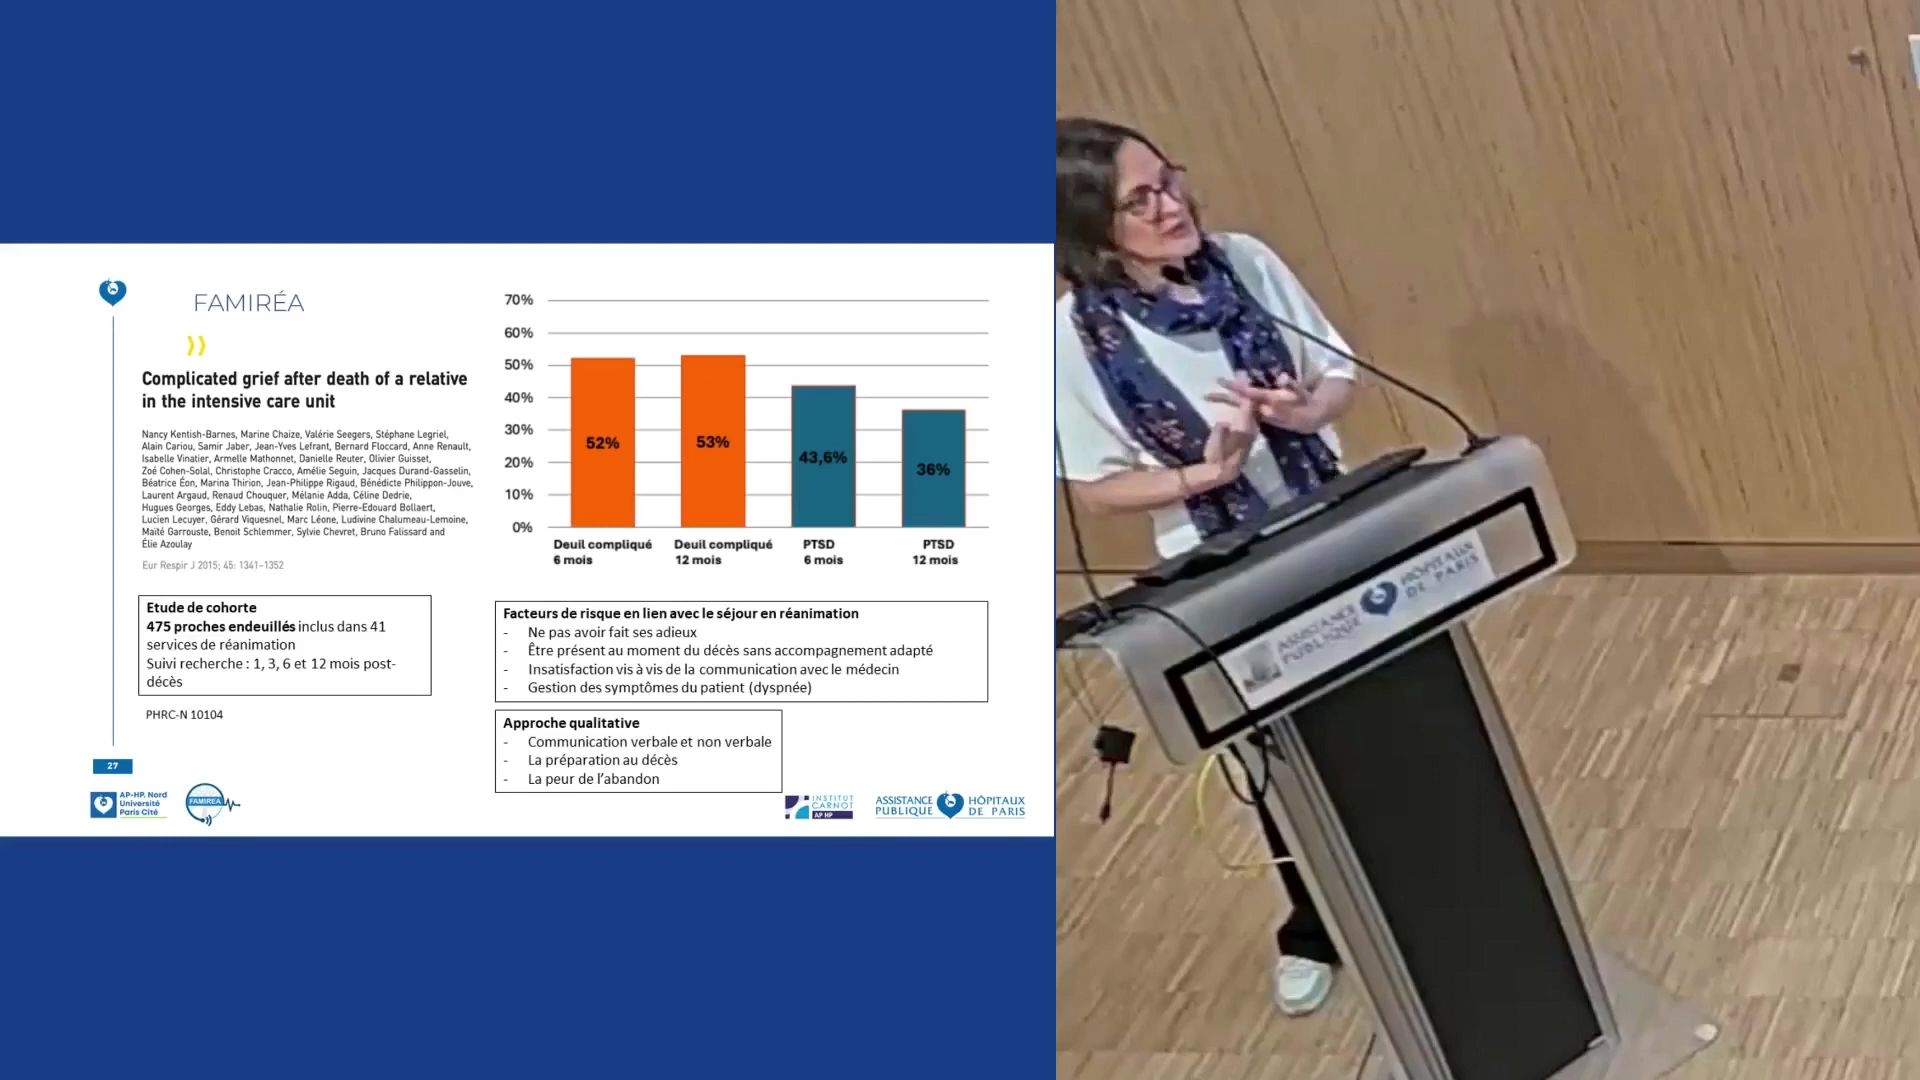 FAMIRÉA
Complicated grief after death of a relative
in the intensive care unit
Nancy Kentish-Barnes, Marine Chaize, Valérie Seegers, Stéphane Legriel,
Alain Cariou, Samir Jaber, Jean-Yves Lefrant, Bernard Floccard, Anne Renault,
Isabelle Vinatier, Armelle Mathonnet, Danielle Reuter, Olivier Guisset,
Zoé Cohen-Solal, Christophe Cracco, Amélie Seguin, Jacques Durand-Gasselin,
Béatrice Éon, Marina Thirion, Jean-Philippe Rigaud, Bénédicte Philippon-Jouve,
Laurent Argaud, Renaud Chouquer, Mélanie Adda, Céline Dedrie,
Hugues Georges, Eddy Lebas, Nathalie Rolin, Pierre-Edouard Bollaert,
Lucien Lecuyer, Gérard Viquesnel, Marc Léone, Ludivine Chalumeau-Lemoine,
Maïté Garrouste, Benoit Schlemmer, Sylvie Chevret, Bruno Falissard and
Élie Azoulay
Eur Respir J 2015; 45: 1341–1352
Etude de cohorte
475 proches endeuillés inclus dans 41
services de réanimation
Suivi recherche : 1, 3, 6 et 12 mois post-
décès
PHRC-N 10104
27
AP-HP. Nord
Université
Paris Cité
FAMIREA
70%
60%
50%
40%
30%
20%
10%
0%
52%
53%
43,6%
36%
Deuil compliqué
6 mois
Deuil compliqué
12 mois
PTSD
6 mois
PTSD
12 mois
Facteurs de risque en lien avec le séjour en réanimation
- Ne pas avoir fait ses adieux
- Être présent au moment du décès sans accompagnement adapté
- Insatisfaction vis à vis de la communication avec le médecin
- Gestion des symptômes du patient (dyspnée)
Approche qualitative
- Communication verbale et non verbale
- La préparation au décès
- La peur de l'abandon
INSTITUT
CARNOT
AP HP
ASSISTANCE
PUBLIQUE
HÔPITAUX
DE PARIS
ASSISTANCE
PUBLIQUE
HÔPITAUX
DE PARIS